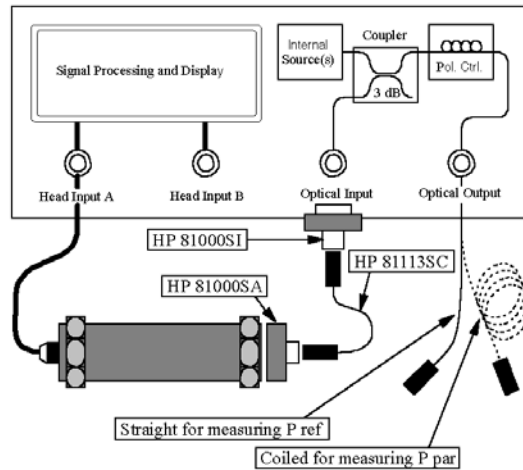 Signal Processing and Display
Internal
Source(s)
Coupler
3 dB
Pol. Ctrl.
Head Input A
Head Input B
Optical Input
Optical Output
HP 81000SI
HP 81113SC
HP 81000SA
Straight for measuring P ref
Coiled for measuring P par